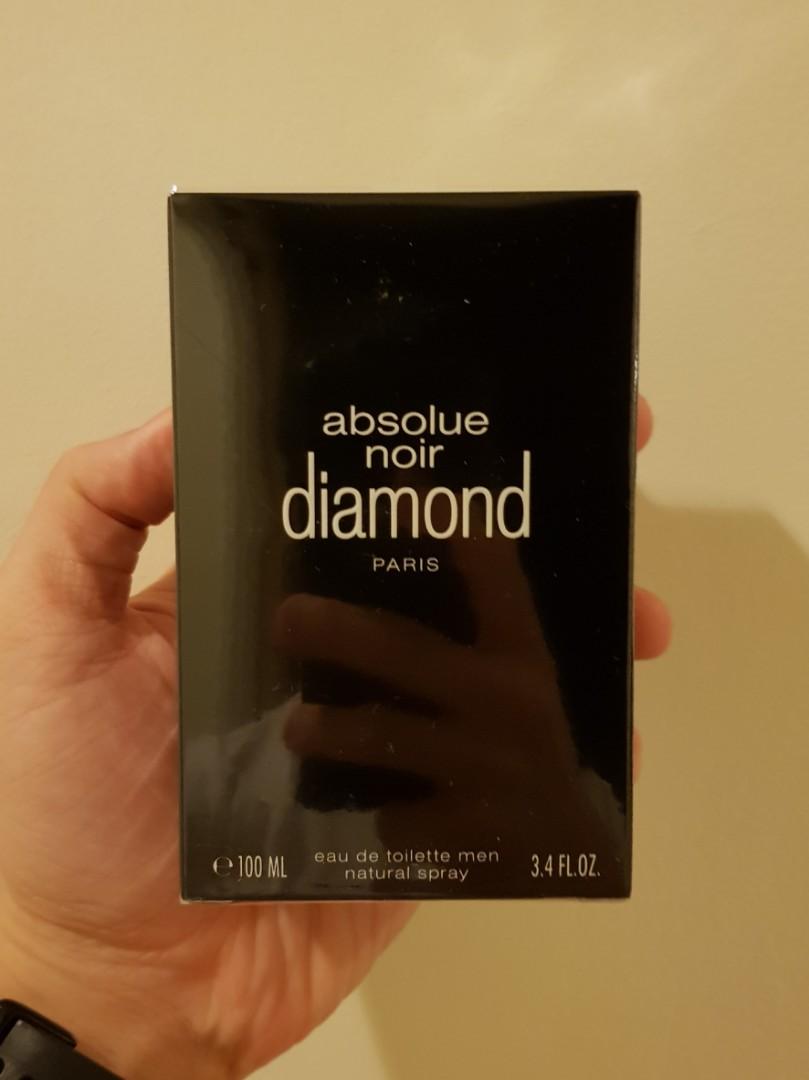 absolue
noir
diamond
PARIS
℮ 100 ML
eau de toilette men
natural spray
3.4 FL.OZ.